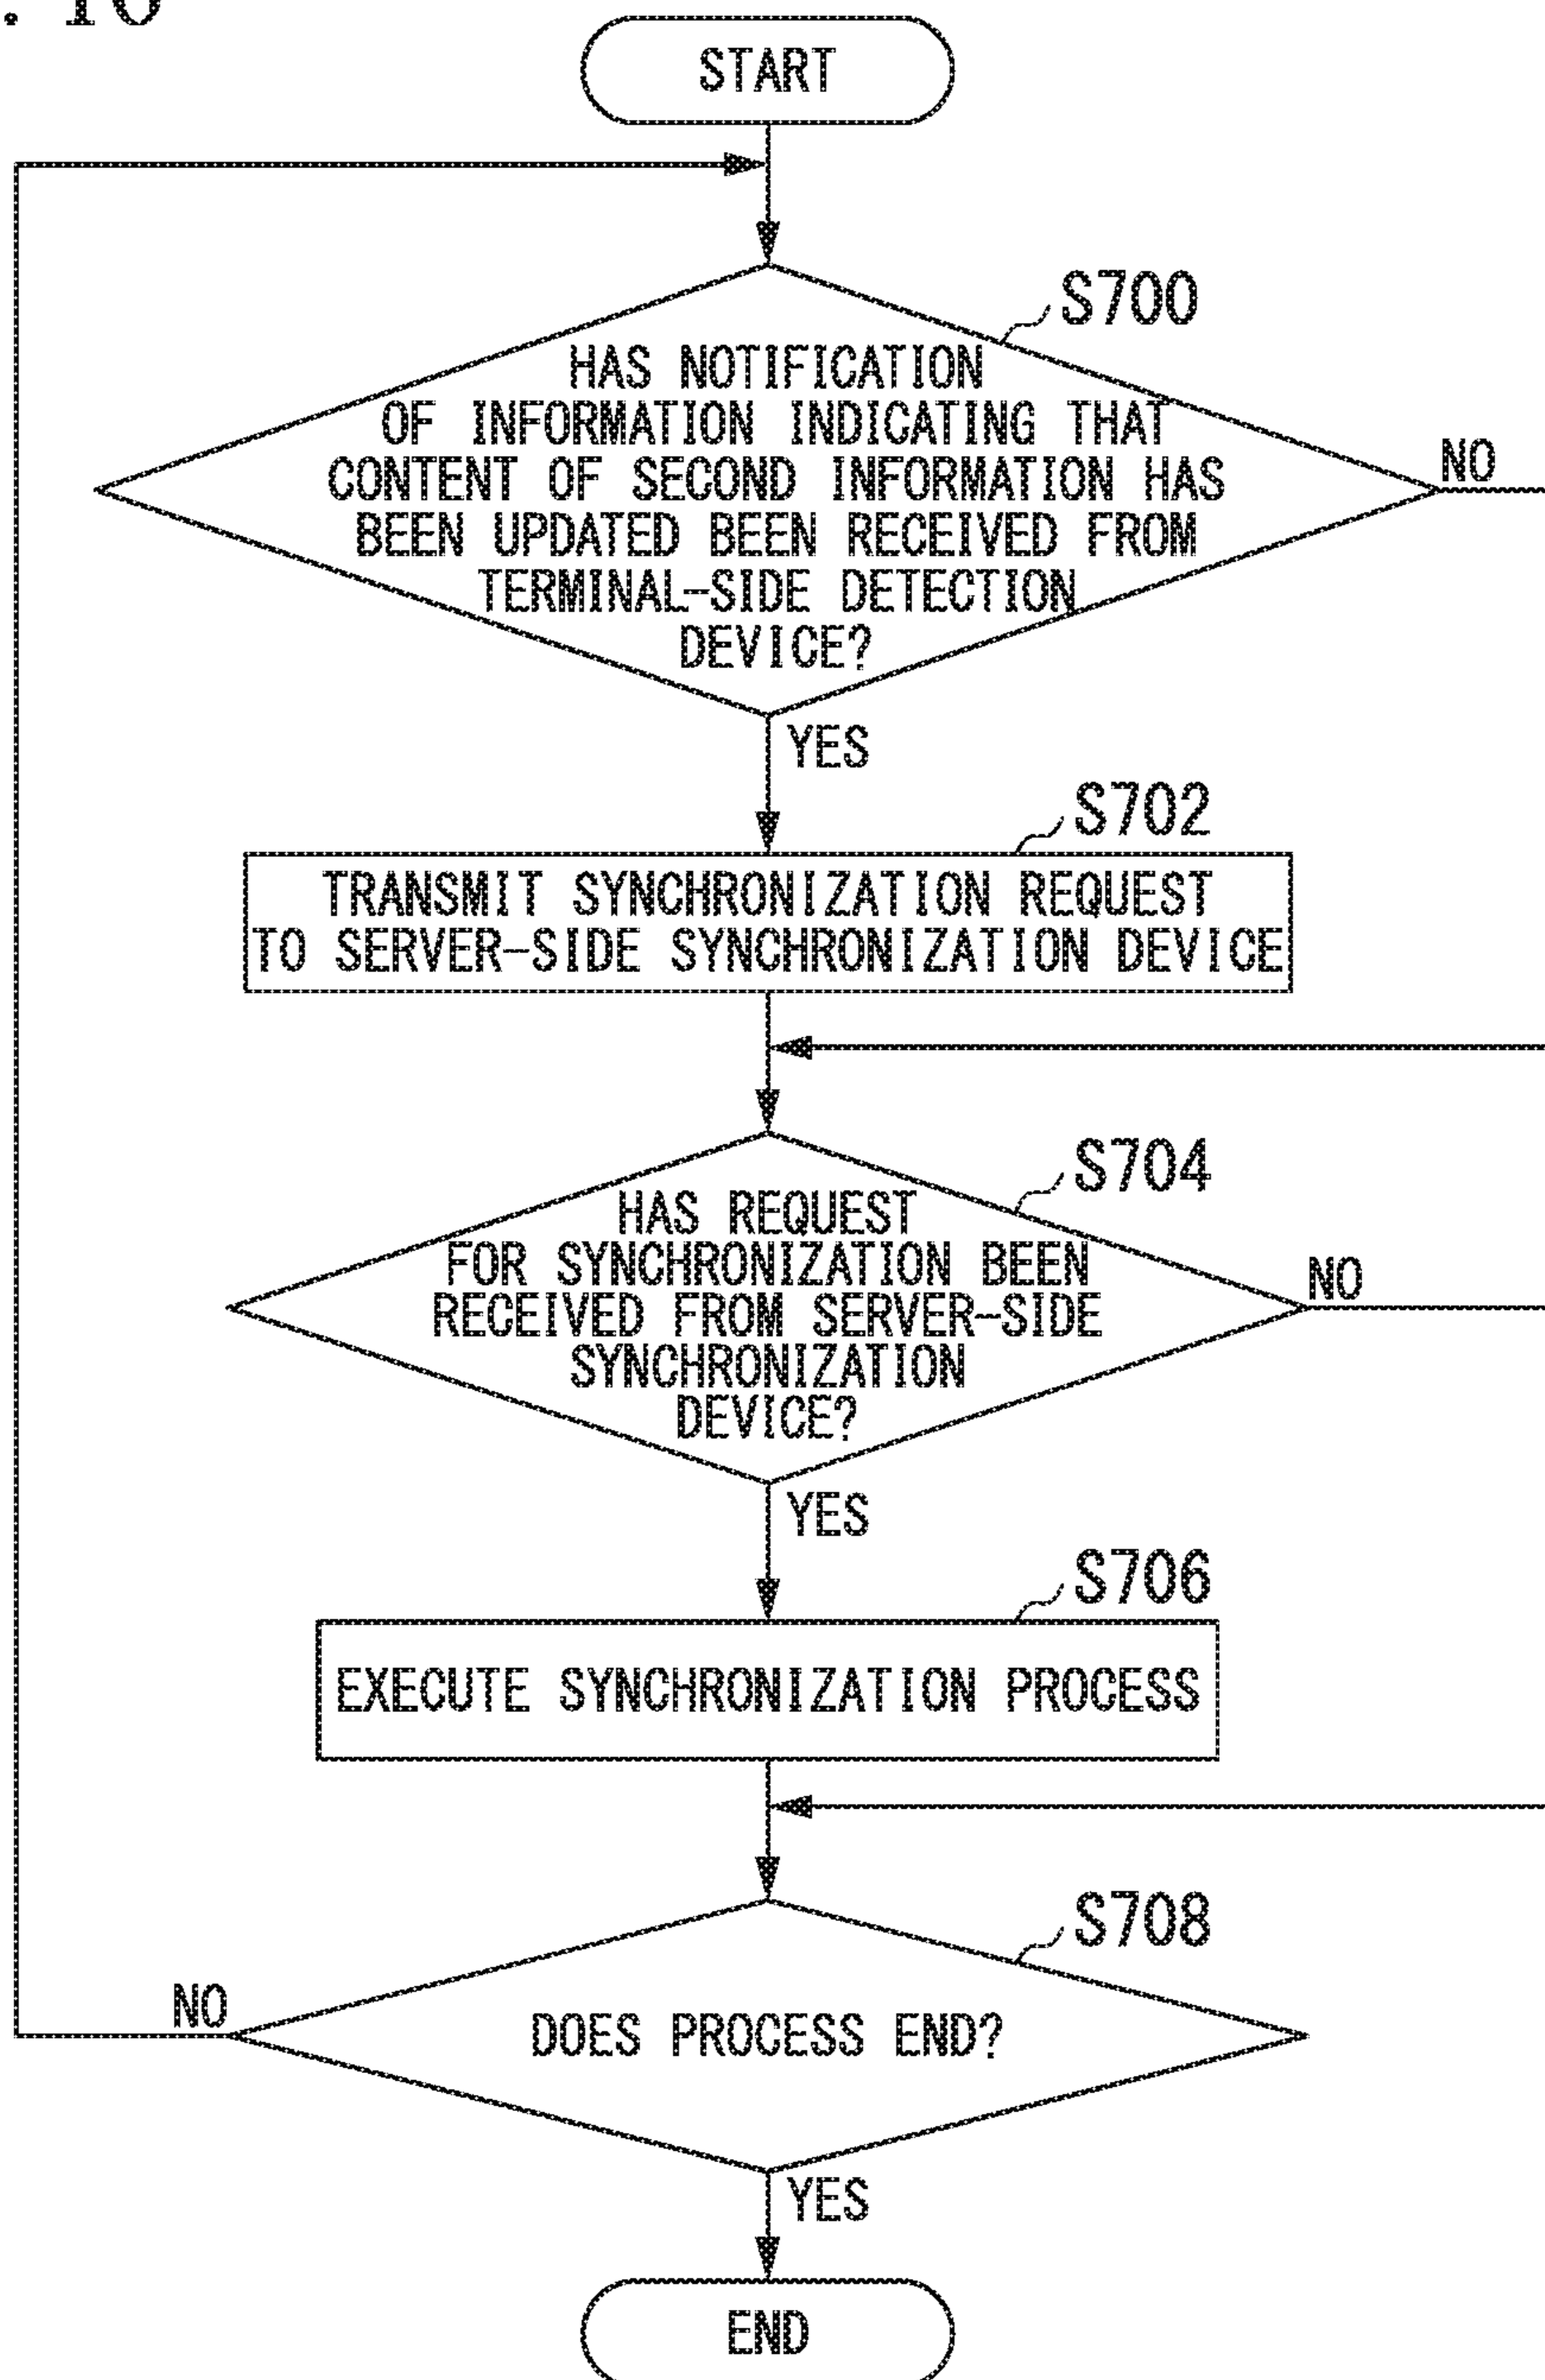 START
S700
HAS NOTIFICATION
OF INFORMATION INDICATING THAT
CONTENT OF SECOND INFORMATION HAS
BEEN UPDATED BEEN RECEIVED FROM
TERMINAL-SIDE DETECTION
DEVICE?
NO
YES
S702
TRANSMIT SYNCHRONIZATION REQUEST
TO SERVER-SIDE SYNCHRONIZATION DEVICE
S704
HAS REQUEST
FOR SYNCHRONIZATION BEEN
RECEIVED FROM SERVER-SIDE
SYNCHRONIZATION
DEVICE?
NO
YES
S706
EXECUTE SYNCHRONIZATION PROCESS
S708
DOES PROCESS END?
NO
YES
END